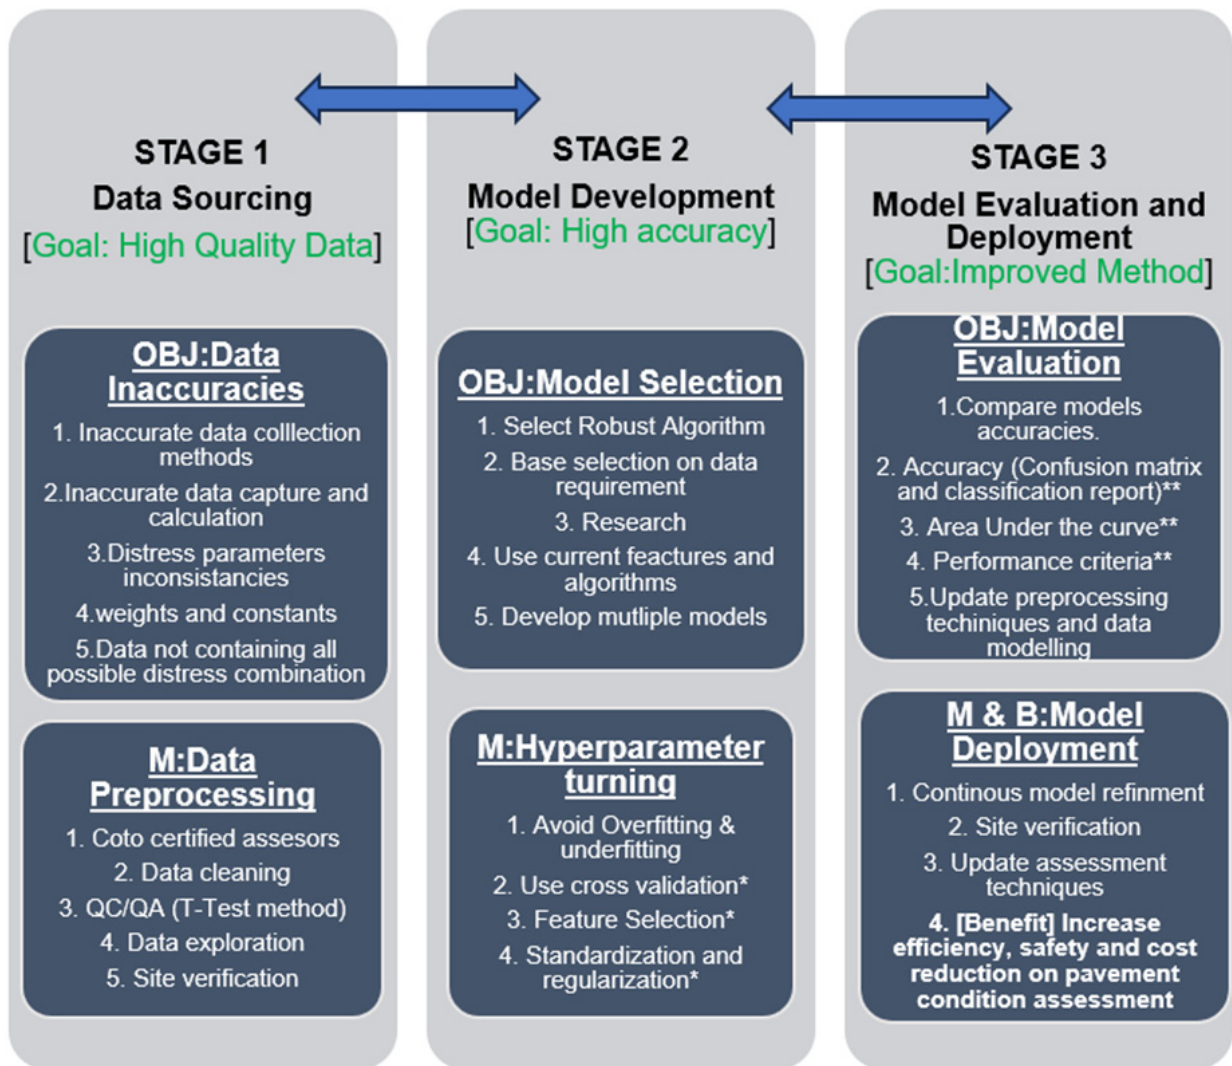 STAGE 1
Data Sourcing
[Goal: High Quality Data]
OBJ:Data
Inaccuracies
1. Inaccurate data colllection
methods
2.Inaccurate data capture and
calculation
3.Distress parameters
inconsistancies
4.weights and constants
5.Data not containing all
possible distress combination
M:Data
Preprocessing
1. Coto certified assesors
2. Data cleaning
3. QC/QA (T-Test method)
4. Data exploration
5. Site verification
STAGE 2
Model Development
[Goal: High accuracy]
OBJ:Model Selection
1. Select Robust Algorithm
2. Base selection on data
requirement
3. Research
4. Use current feactures and
algorithms
5. Develop mutliple models
M:Hyperparameter
turning
1. Avoid Overfitting &
underfitting
2. Use cross validation*
3. Feature Selection*
4. Standardization and
regularization*
STAGE 3
Model Evaluation and
Deployment
[Goal:Improved Method]
OBJ:Model
Evaluation
1.Compare models
accuracies.
2. Accuracy (Confusion matrix
and classification report)**
3. Area Under the curve**
4. Performance criteria**
5.Update preprocessing
techiniques and data
modelling
M & B:Model
Deployment
1. Continous model refinment
2. Site verification
3. Update assessment
techniques
4. [Benefit] Increase
efficiency, safety and cost
reduction on pavement
condition assessment